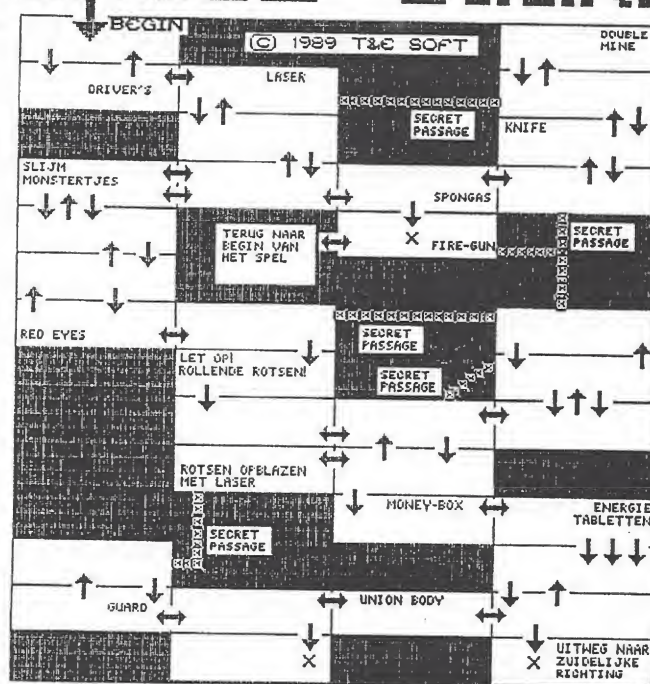 BEGIN
© 1989 T&E SOFT
DOUBLE
MINE
DRIVER'S
LASER
SECRET
PASSAGE
KNIFE
SLIJM
MONSTERTJES
SPONGAS
TERUG NAAR
BEGIN VAN
HET SPEL
FIRE-GUN
SECRET
PASSAGE
RED EYES
SECRET
PASSAGE
LET OP!
ROLLENDE ROTSEN!
SECRET
PASSAGE
ROTSEN OPBLAZEN
MET LASER
MONEY-BOX
ENERGIE
TABLETTEN
SECRET
PASSAGE
GUARD
UNION BODY
UITWEG NAAR
ZUIDELIJKE
RICHTING